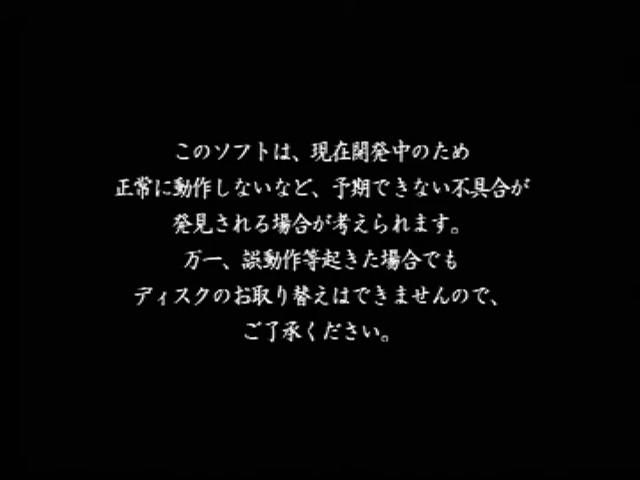 このソフトは、現在開発中のため
正常に動作しないなど、予期できない不具合が
発見される場合が考えられます。
万一、誤動作等起きた場合でも
ディスクのお取り替えはできませんので、
ご了承ください。